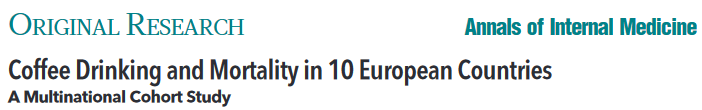 ORIGINAL RESEARCH Annals of Internal Medicine
Coffee Drinking and Mortality in 10 European Countries
A Multinational Cohort Study